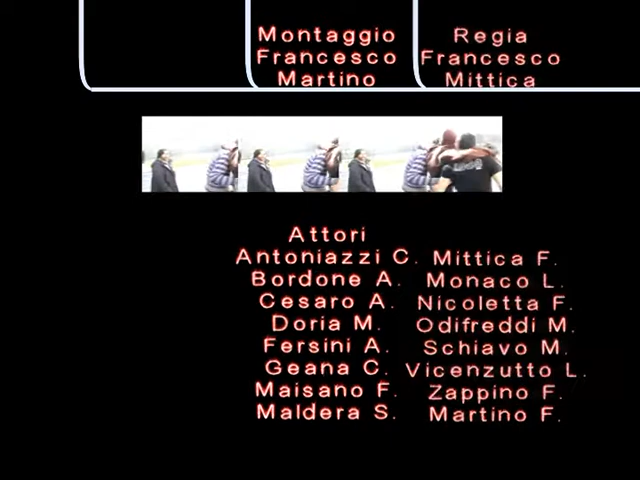 Montaggio
Francesco
Martino
Regia
Francesco
Mittica
Attori
Antoniazzi C. Mittica F.
Bordone A. Monaco L.
Cesaro A. Nicoletta F.
Doria M. Odifreddi M.
Fersini A. Schiavo M.
Geana C. Vicenzutto L.
Maisano F. Zappino F.
Maldera S. Martino F.